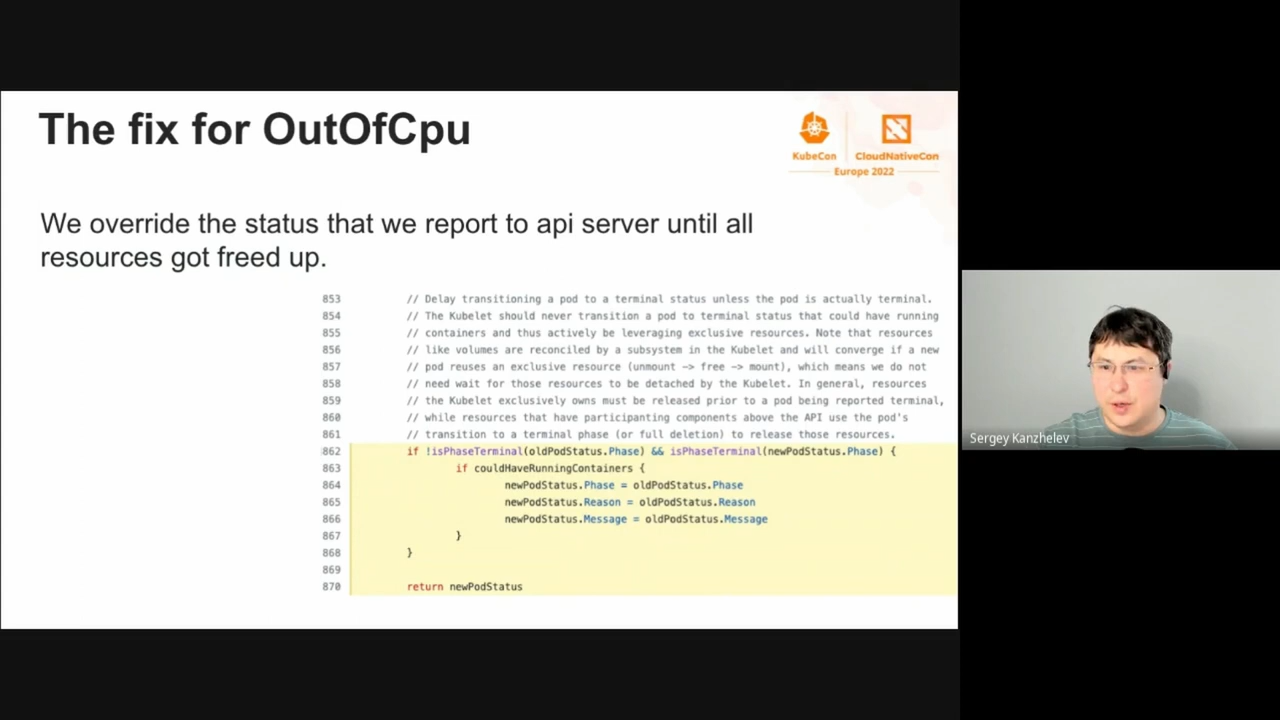 The fix for OutOfCpu
KubeCon
CloudNativeCon
Europe 2022
We override the status that we report to api server until all
resources got freed up.
853 // Delay transitioning a pod to a terminal status unless the pod is actually terminal.
854 // The Kubelet should never transition a pod to terminal status that could have running
855 // containers and thus actively be leveraging exclusive resources. Note that resources
856 // like volumes are reconciled by a subsystem in the Kubelet and will converge if a new
857 // pod reuses an exclusive resource (unmount -> free -> mount), which means we do not
858 // need wait for those resources to be detached by the Kubelet. In general, resources
859 // the Kubelet exclusively owns must be released prior to a pod being reported terminal,
860 // while resources that have participanting components above the API use the pod's
861 // transition to a terminal phase (or full deletion) to release those resources.
862 if !isPhaseTerminal(oldPodStatus.Phase) && isPhaseTerminal(newPodStatus.Phase) {
863 if couldHaveRunningContainers {
864 newPodStatus.Phase = oldPodStatus.Phase
865 newPodStatus.Reason = oldPodStatus.Reason
866 newPodStatus.Message = oldPodStatus.Message
867 }
868 }
869
870 return newPodStatus
Sergey Kanzhelev